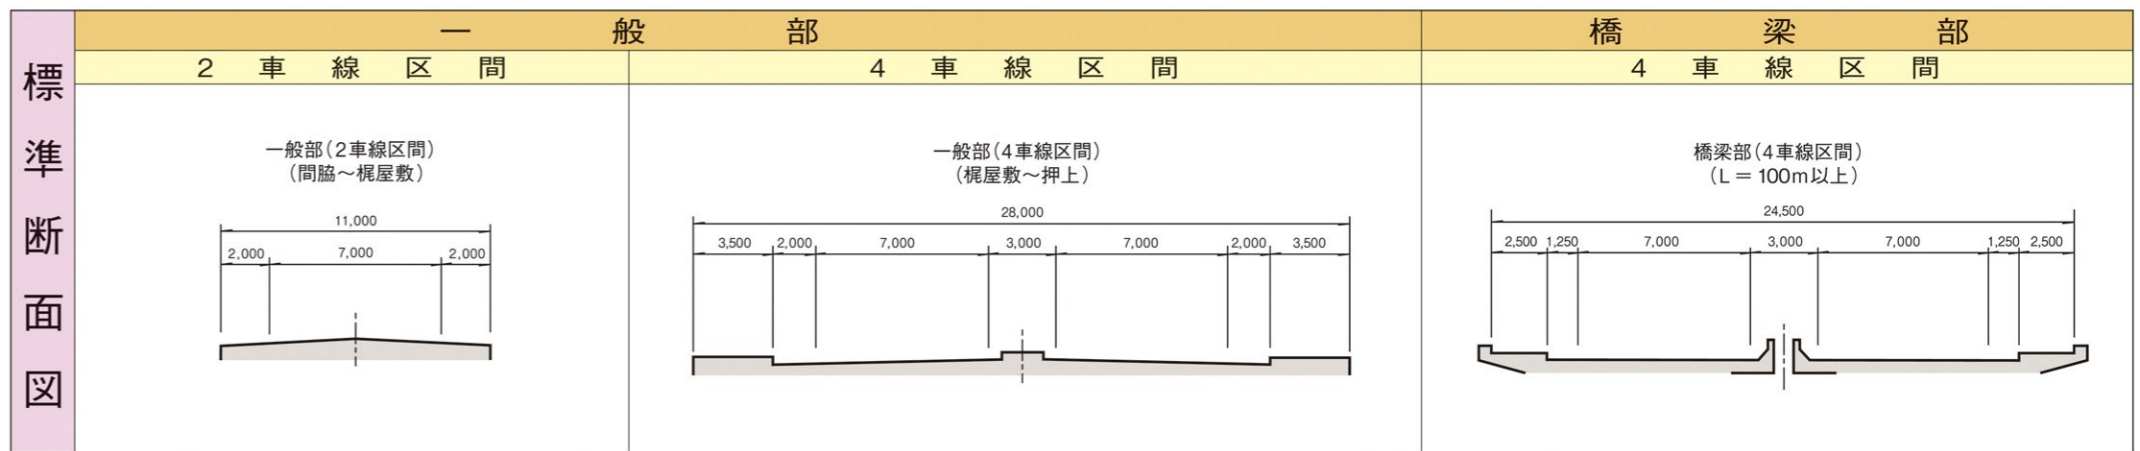 標準断面図
一般部
橋梁部
2車線区間
4車線区間
4車線区間
一般部(2車線区間)
(間脇～梶屋敷)
11,000
2,000 7,000 2,000
一般部(4車線区間)
(梶屋敷～押上)
28,000
3,500 2,000 7,000 3,000 7,000 2,000 3,500
橋梁部(4車線区間)
(L＝100m以上)
24,500
2,500 1,250 7,000 3,000 7,000 1,250 2,500